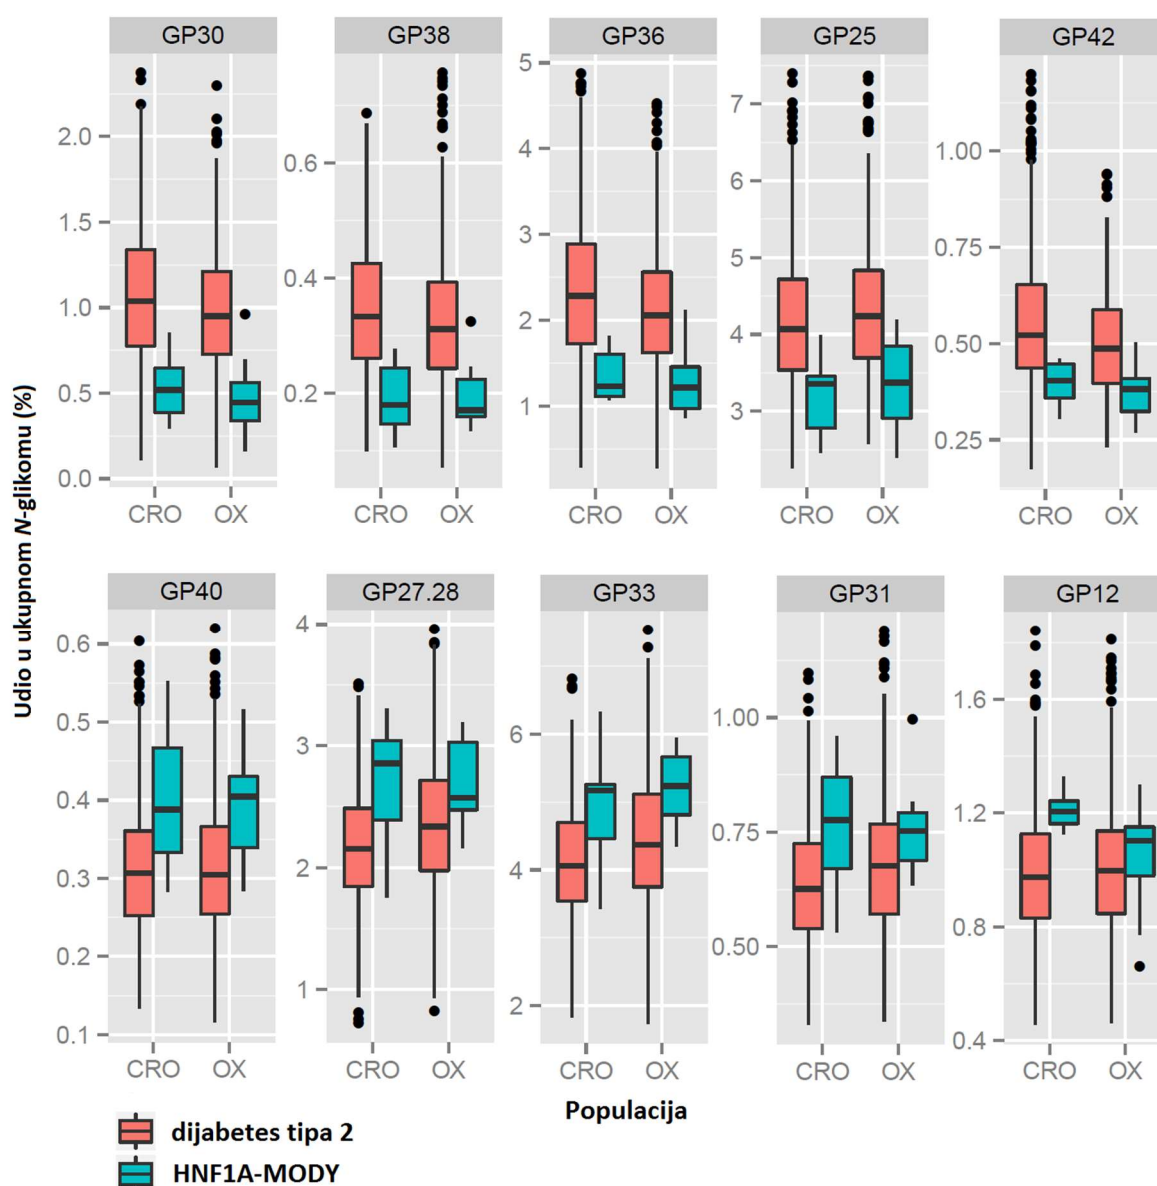 GP30 GP38 GP36 GP25 GP42
2.0 1.5 1.0 0.5 0.0
0.6 0.4 0.2
5 4 3 2 1
7 6 5 4 3
1.00 0.75 0.50 0.25
CRO OX CRO OX CRO OX CRO OX CRO OX
Udio u ukupnom N-glikomu (%)
GP40 GP27.28 GP33 GP31 GP12
0.6 0.5 0.4 0.3 0.2 0.1
4 3 2 1
6 4 2
1.00 0.75 0.50
1.6 1.2 0.8 0.4
CRO OX CRO OX CRO OX CRO OX CRO OX
Populacija
dijabetes tipa 2
HNF1A-MODY